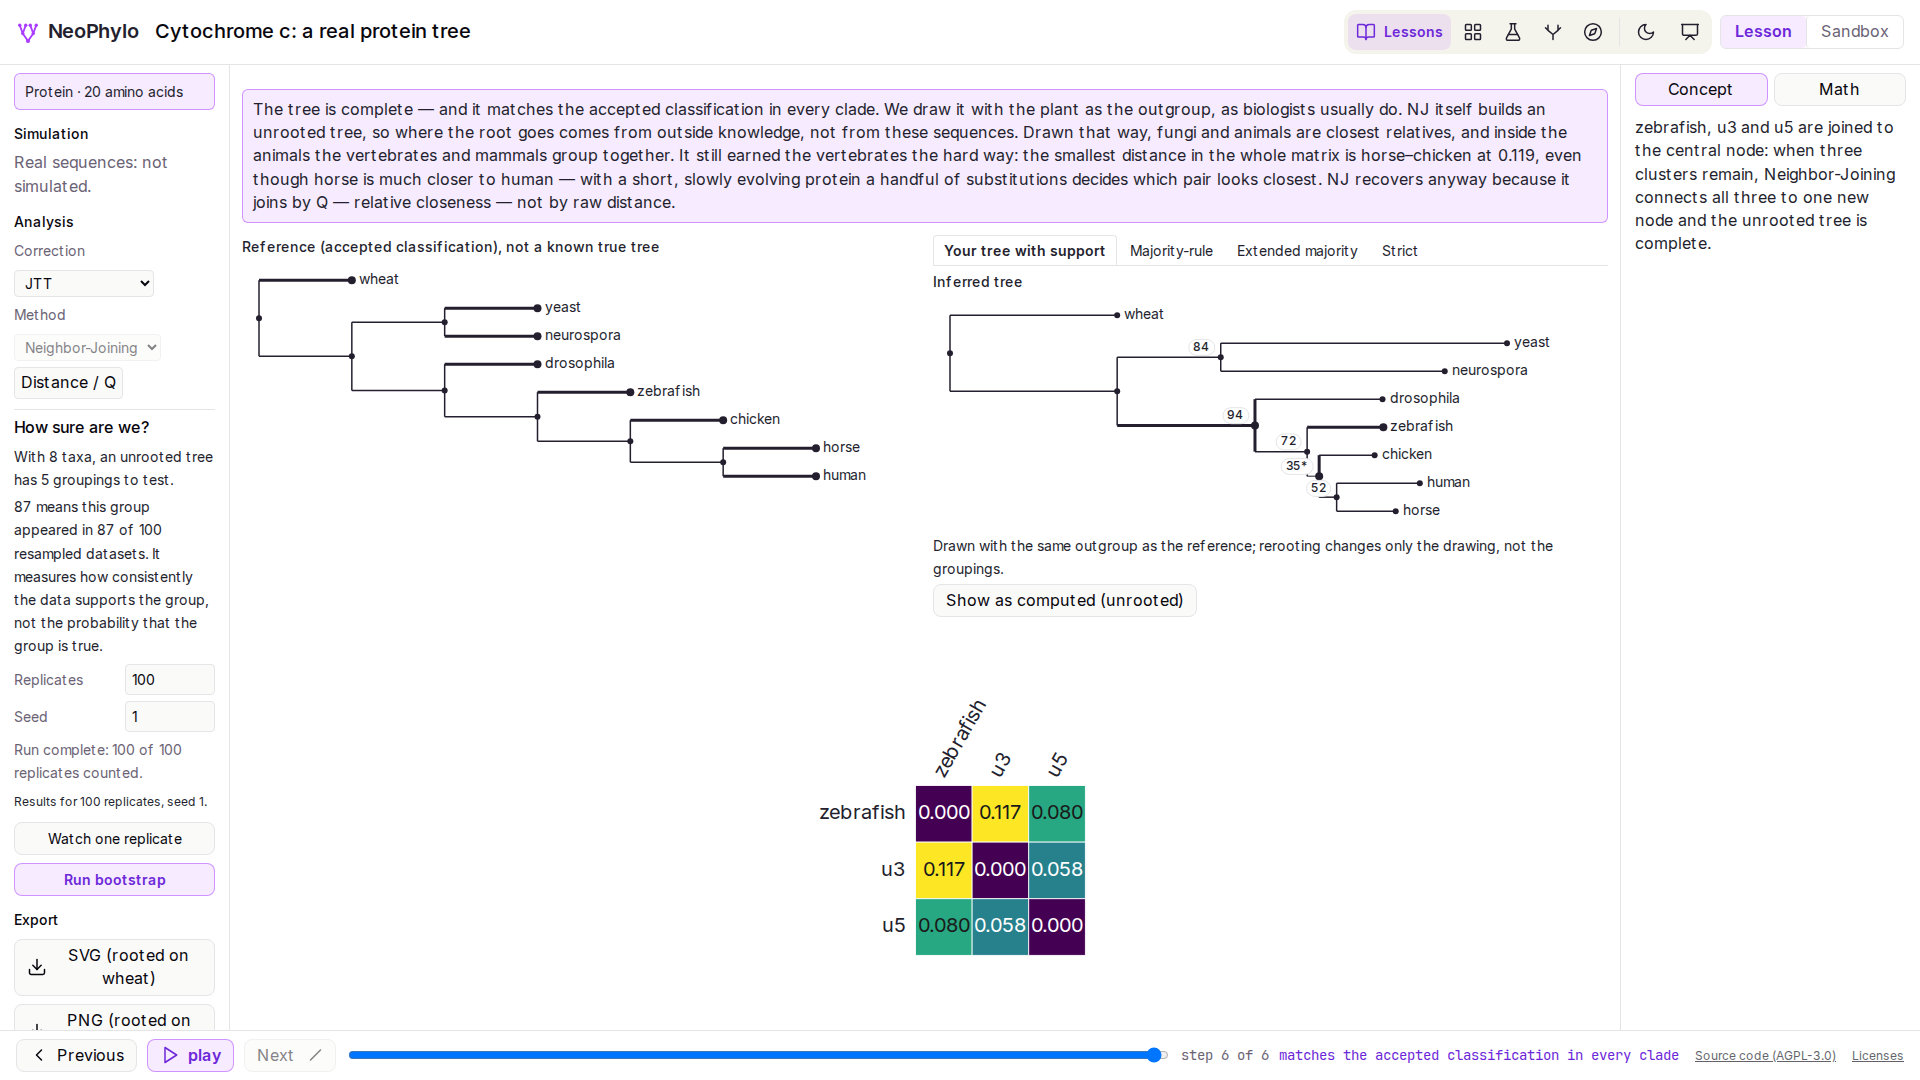 NeoPhylo Cytochrome c: a real protein tree
Lessons
Lesson Sandbox
Protein · 20 amino acids
Simulation
Real sequences: not
simulated.
Analysis
Correction
JTT
Method
Neighbor-Joining
Distance / Q
How sure are we?
With 8 taxa, an unrooted tree
has 5 groupings to test.
87 means this group
appeared in 87 of 100
resampled datasets. It
measures how consistently
the data supports the group,
not the probability that the
group is true.
Replicates 100
Seed 1
Run complete: 100 of 100
replicates counted.
Results for 100 replicates, seed 1.
Watch one replicate
Run bootstrap
Export
SVG (rooted on
wheat)
PNG (rooted on
The tree is complete — and it matches the accepted classification in every clade. We draw it with the plant as the outgroup, as biologists usually do. NJ itself builds an
unrooted tree, so where the root goes comes from outside knowledge, not from these sequences. Drawn that way, fungi and animals are closest relatives, and inside the
animals the vertebrates and mammals group together. It still earned the vertebrates the hard way: the smallest distance in the whole matrix is horse–chicken at 0.119, even
though horse is much closer to human — with a short, slowly evolving protein a handful of substitutions decides which pair looks closest. NJ recovers anyway because it
joins by Q — relative closeness — not by raw distance.
Reference (accepted classification), not a known true tree
wheat
yeast
neurospora
drosophila
zebrafish
chicken
horse
human
Your tree with support Majority-rule Extended majority Strict
Inferred tree
wheat
84 yeast
neurospora
drosophila
94
zebrafish
72
chicken
35*
human
52
horse
Drawn with the same outgroup as the reference; rerooting changes only the drawing, not the
groupings.
Show as computed (unrooted)
zebrafish u3 u5
zebrafish 0.000 0.117 0.080
u3 0.117 0.000 0.058
u5 0.080 0.058 0.000
Concept Math
zebrafish, u3 and u5 are joined to
the central node: when three
clusters remain, Neighbor-Joining
connects all three to one new
node and the unrooted tree is
complete.
Previous play Next step 6 of 6 matches the accepted classification in every clade Source code (AGPL-3.0) Licenses